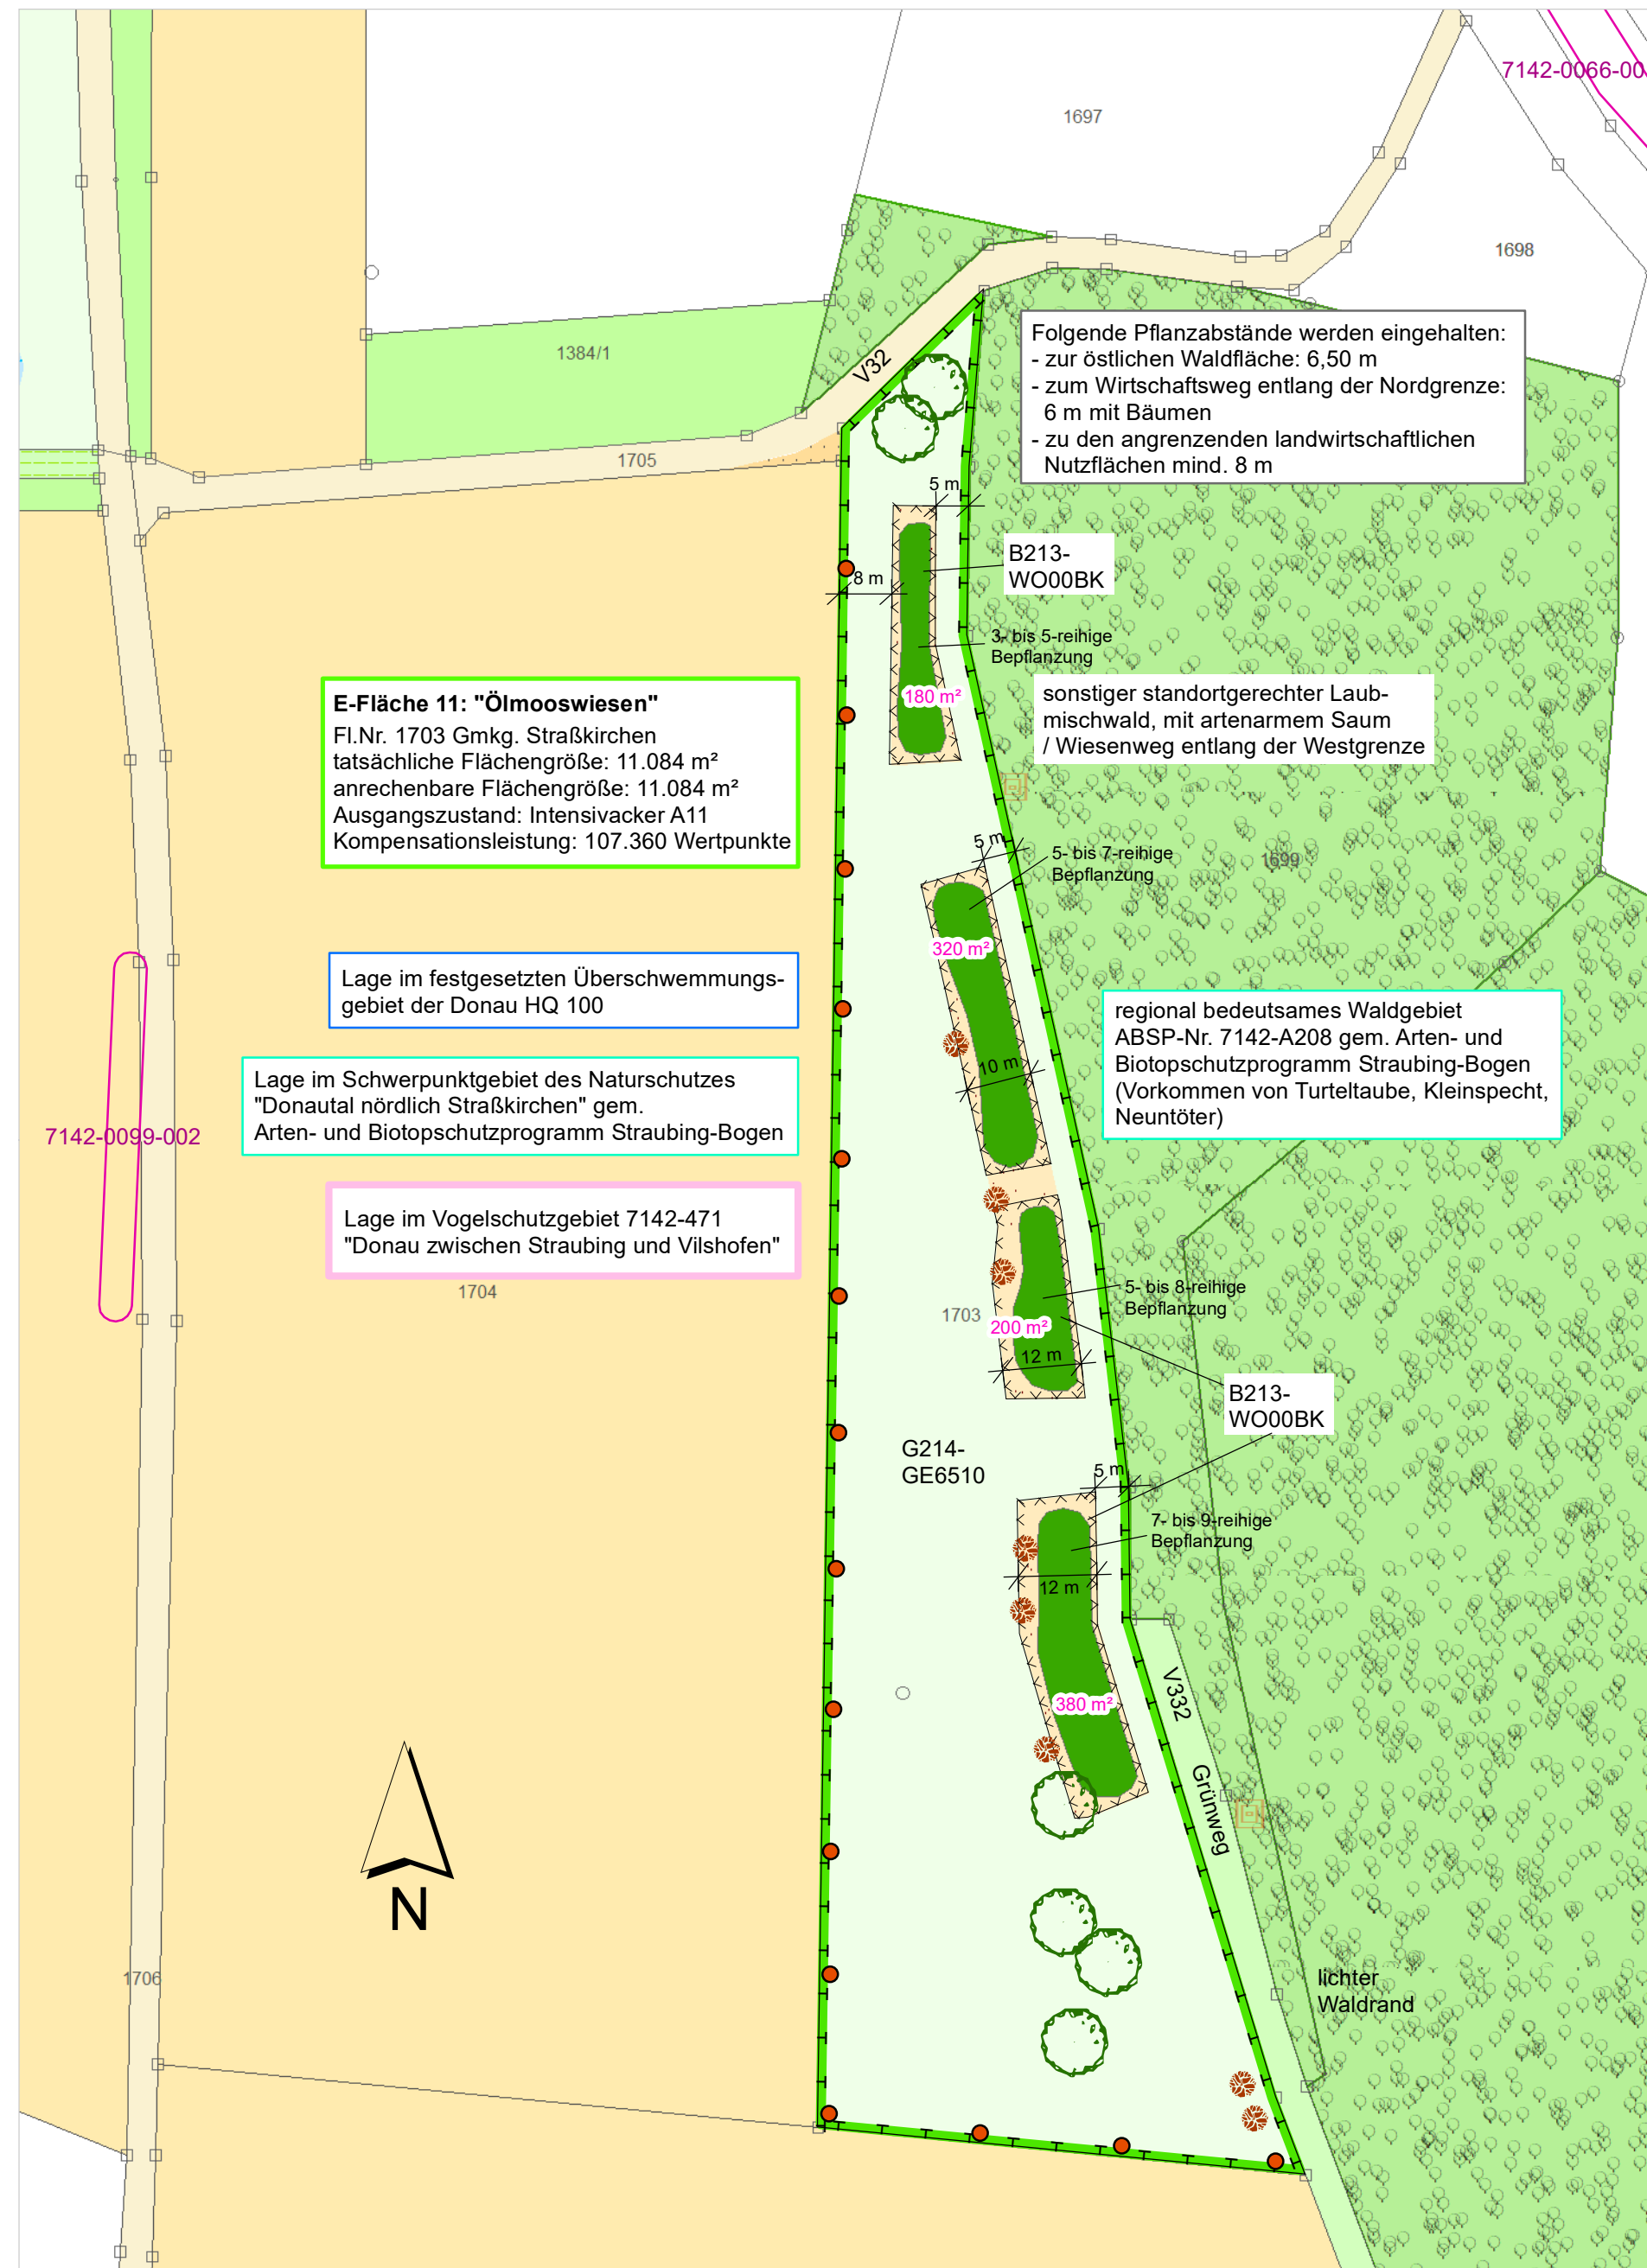 7142-0066-00
1697
1698
1384/1
V32
1705
Folgende Pflanzabstände werden eingehalten:
- zur östlichen Waldfläche: 6,50 m
- zum Wirtschaftsweg entlang der Nordgrenze:
6 m mit Bäumen
- zu den angrenzenden landwirtschaftlichen
Nutzflächen mind. 8 m
5 m
B213-
WO00BK
8 m
3- bis 5-reihige
Bepflanzung
180 m²
sonstiger standortgerechter Laub-
mischwald, mit artenarmem Saum
/ Wiesenweg entlang der Westgrenze
E-Fläche 11: "Ölmooswiesen"
Fl.Nr. 1703 Gmkg. Straßkirchen
tatsächliche Flächengröße: 11.084 m²
anrechenbare Flächengröße: 11.084 m²
Ausgangszustand: Intensivacker A11
Kompensationsleistung: 107.360 Wertpunkte
5 m
5- bis 7-reihige
Bepflanzung
1699
320 m²
Lage im festgesetzten Überschwemmungs-
gebiet der Donau HQ 100
regional bedeutsames Waldgebiet
ABSP-Nr. 7142-A208 gem. Arten- und
Biotopschutzprogramm Straubing-Bogen
(Vorkommen von Turteltaube, Kleinspecht,
Neuntöter)
10 m
Lage im Schwerpunktgebiet des Naturschutzes
"Donautal nördlich Straßkirchen" gem.
Arten- und Biotopschutzprogramm Straubing-Bogen
7142-0099-002
Lage im Vogelschutzgebiet 7142-471
"Donau zwischen Straubing und Vilshofen"
1704
1703
5- bis 8-reihige
Bepflanzung
200 m²
12 m
B213-
WO00BK
G214-
GE6510
5 m
7- bis 9-reihige
Bepflanzung
12 m
380 m²
V332
Grünweg
N
1706
lichter
Waldrand